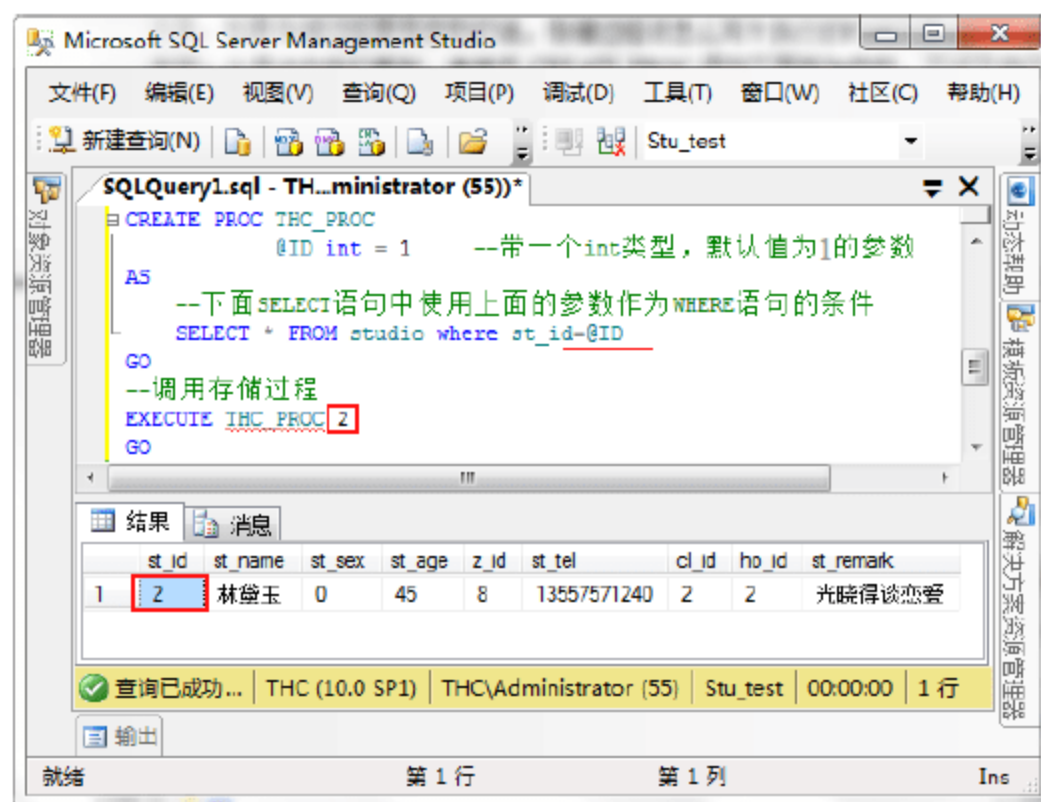 Microsoft SQL Server Management Studio
文件(F) 编辑(E) 视图(V) 查询(Q) 项目(P) 调试(D) 工具(T) 窗口(W) 社区(C) 帮助(H)
新建查询(N) Stu_test
SQLQuery1.sql - TH...ministrator (55))*
CREATE PROC THC_PROC
@ID int = 1 --带一个int类型，默认值为1的参数
AS
--下面SELECT语句中使用上面的参数作为WHERE语句的条件
SELECT * FROM studio where st_id=@ID
GO
--调用存储过程
EXECUTE THC_PROC 2
GO
对象资源管理器
动态帮助
模板资源管理器
解决方案资源管理器
结果 消息
st_id st_name st_sex st_age z_id st_tel cl_id ho_id st_remark
1 2 林黛玉 0 45 8 13557571240 2 2 光晓得谈恋爱
查询已成功... THC (10.0 SP1) THC\Administrator (55) Stu_test 00:00:00 1 行
输出
就绪 第 1 行 第 1 列 Ins